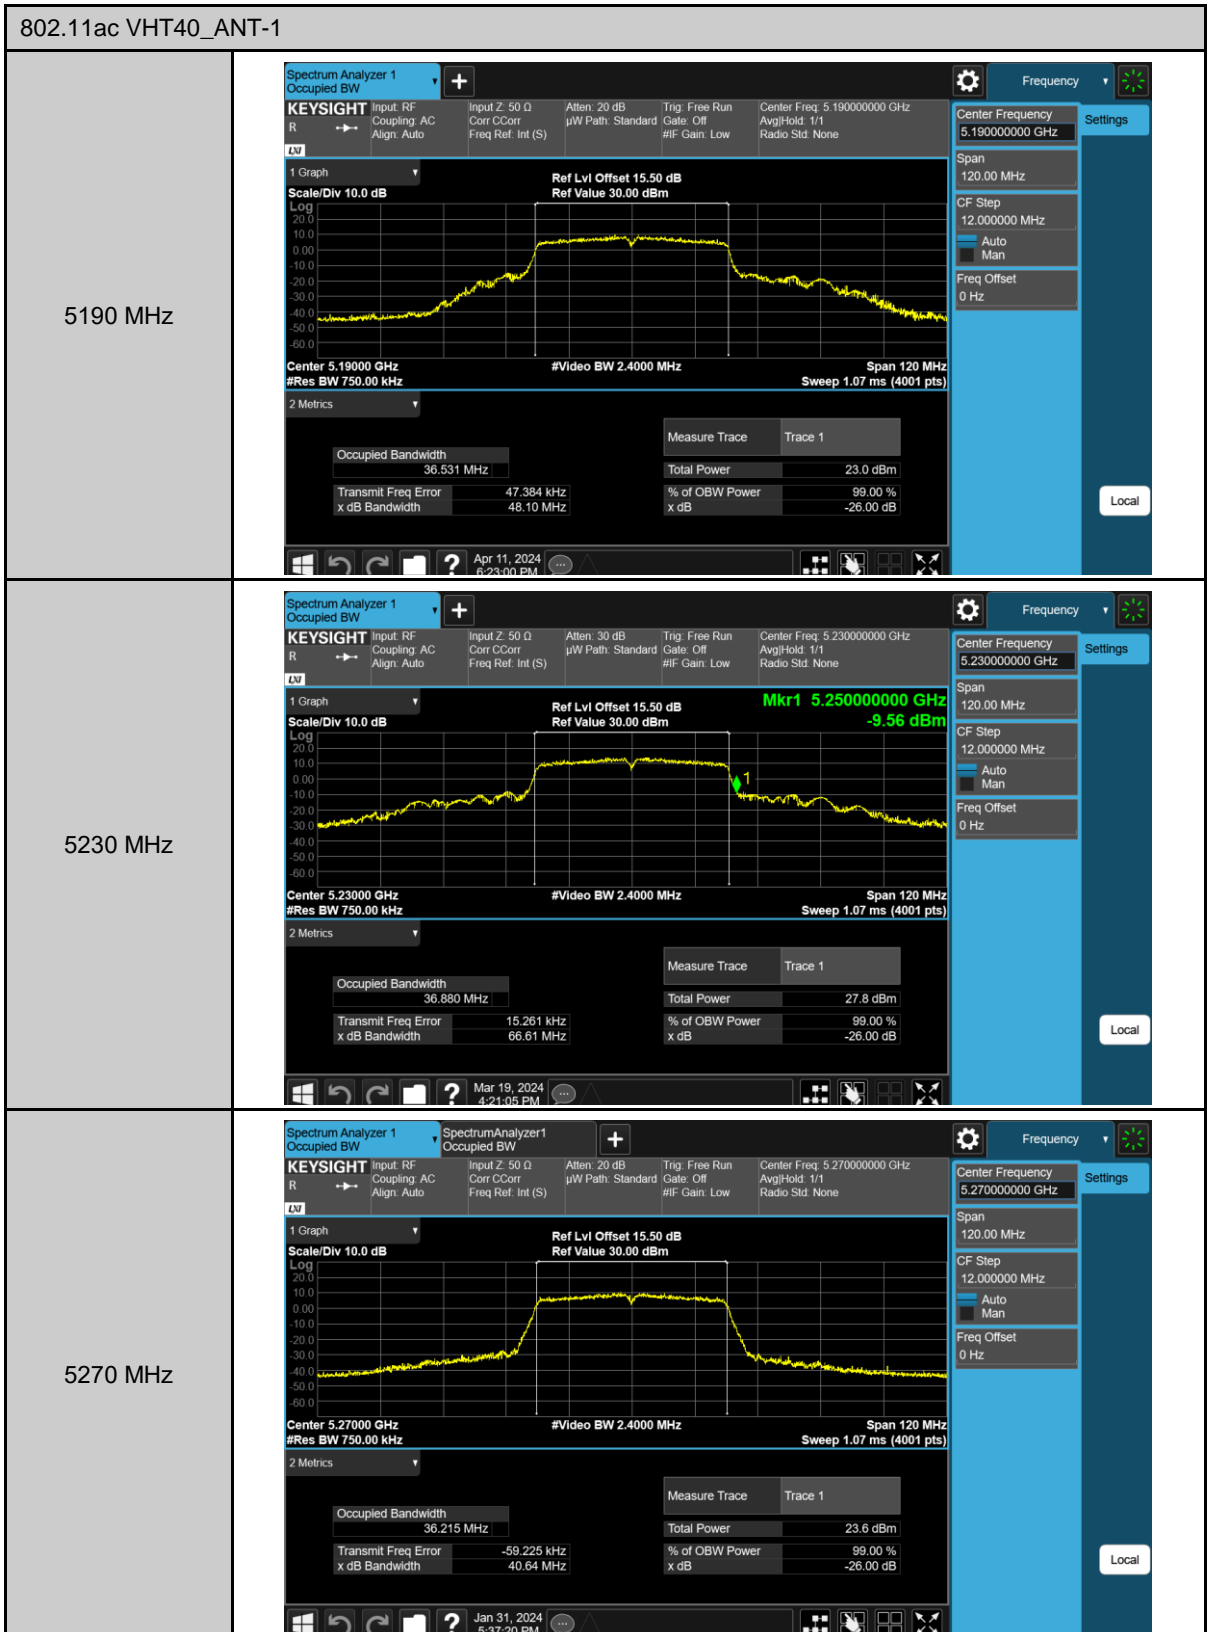 802.11ac VHT40_ANT-1
5190 MHz
Spectrum Analyzer 1
Occupied BW
+
Frequency
KEYSIGHT
R
LXI
Input: RF
Coupling: AC
Align: Auto
Input Z: 50 Ω
Corr CCorr
Freq Ref: Int (S)
Atten: 20 dB
µW Path: Standard
Trig: Free Run
Gate: Off
#IF Gain: Low
Center Freq: 5.190000000 GHz
Avg|Hold: 1/1
Radio Std: None
Center Frequency
5.190000000 GHz
Settings
Span
120.00 MHz
CF Step
12.000000 MHz
Auto
Man
Freq Offset
0 Hz
Local
1 Graph
Scale/Div 10.0 dB
Ref Lvl Offset 15.50 dB
Ref Value 30.00 dBm
Log
20.0
10.0
0.00
-10.0
-20.0
-30.0
-40.0
-50.0
-60.0
Center 5.19000 GHz
#Video BW 2.4000 MHz
Span 120 MHz
#Res BW 750.00 kHz
Sweep 1.07 ms (4001 pts)
2 Metrics
Measure Trace Trace 1
Occupied Bandwidth
36.531 MHz
Total Power 23.0 dBm
Transmit Freq Error 47.384 kHz
% of OBW Power 99.00 %
x dB Bandwidth 48.10 MHz
x dB -26.00 dB
?
Apr 11, 2024
6:23:00 PM
5230 MHz
Spectrum Analyzer 1
Occupied BW
+
Frequency
KEYSIGHT
R
LXI
Input: RF
Coupling: AC
Align: Auto
Input Z: 50 Ω
Corr CCorr
Freq Ref: Int (S)
Atten: 30 dB
µW Path: Standard
Trig: Free Run
Gate: Off
#IF Gain: Low
Center Freq: 5.230000000 GHz
Avg|Hold: 1/1
Radio Std: None
Center Frequency
5.230000000 GHz
Settings
Span
120.00 MHz
CF Step
12.000000 MHz
Auto
Man
Freq Offset
0 Hz
Local
1 Graph
Scale/Div 10.0 dB
Ref Lvl Offset 15.50 dB
Ref Value 30.00 dBm
Mkr1 5.250000000 GHz
-9.56 dBm
Log
20.0
10.0
0.00
-10.0
-20.0
-30.0
-40.0
-50.0
-60.0
1
Center 5.23000 GHz
#Video BW 2.4000 MHz
Span 120 MHz
#Res BW 750.00 kHz
Sweep 1.07 ms (4001 pts)
2 Metrics
Measure Trace Trace 1
Occupied Bandwidth
36.880 MHz
Total Power 27.8 dBm
Transmit Freq Error 15.261 kHz
% of OBW Power 99.00 %
x dB Bandwidth 66.61 MHz
x dB -26.00 dB
?
Mar 19, 2024
4:21:05 PM
5270 MHz
Spectrum Analyzer 1
Occupied BW
SpectrumAnalyzer1
Occupied BW
+
Frequency
KEYSIGHT
R
LXI
Input: RF
Coupling: AC
Align: Auto
Input Z: 50 Ω
Corr CCorr
Freq Ref: Int (S)
Atten: 20 dB
µW Path: Standard
Trig: Free Run
Gate: Off
#IF Gain: Low
Center Freq: 5.270000000 GHz
Avg|Hold: 1/1
Radio Std: None
Center Frequency
5.270000000 GHz
Settings
Span
120.00 MHz
CF Step
12.000000 MHz
Auto
Man
Freq Offset
0 Hz
Local
1 Graph
Scale/Div 10.0 dB
Ref Lvl Offset 15.50 dB
Ref Value 30.00 dBm
Log
20.0
10.0
0.00
-10.0
-20.0
-30.0
-40.0
-50.0
-60.0
Center 5.27000 GHz
#Video BW 2.4000 MHz
Span 120 MHz
#Res BW 750.00 kHz
Sweep 1.07 ms (4001 pts)
2 Metrics
Measure Trace Trace 1
Occupied Bandwidth
36.215 MHz
Total Power 23.6 dBm
Transmit Freq Error -59.225 kHz
% of OBW Power 99.00 %
x dB Bandwidth 40.64 MHz
x dB -26.00 dB
?
Jan 31, 2024
5:37:20 PM